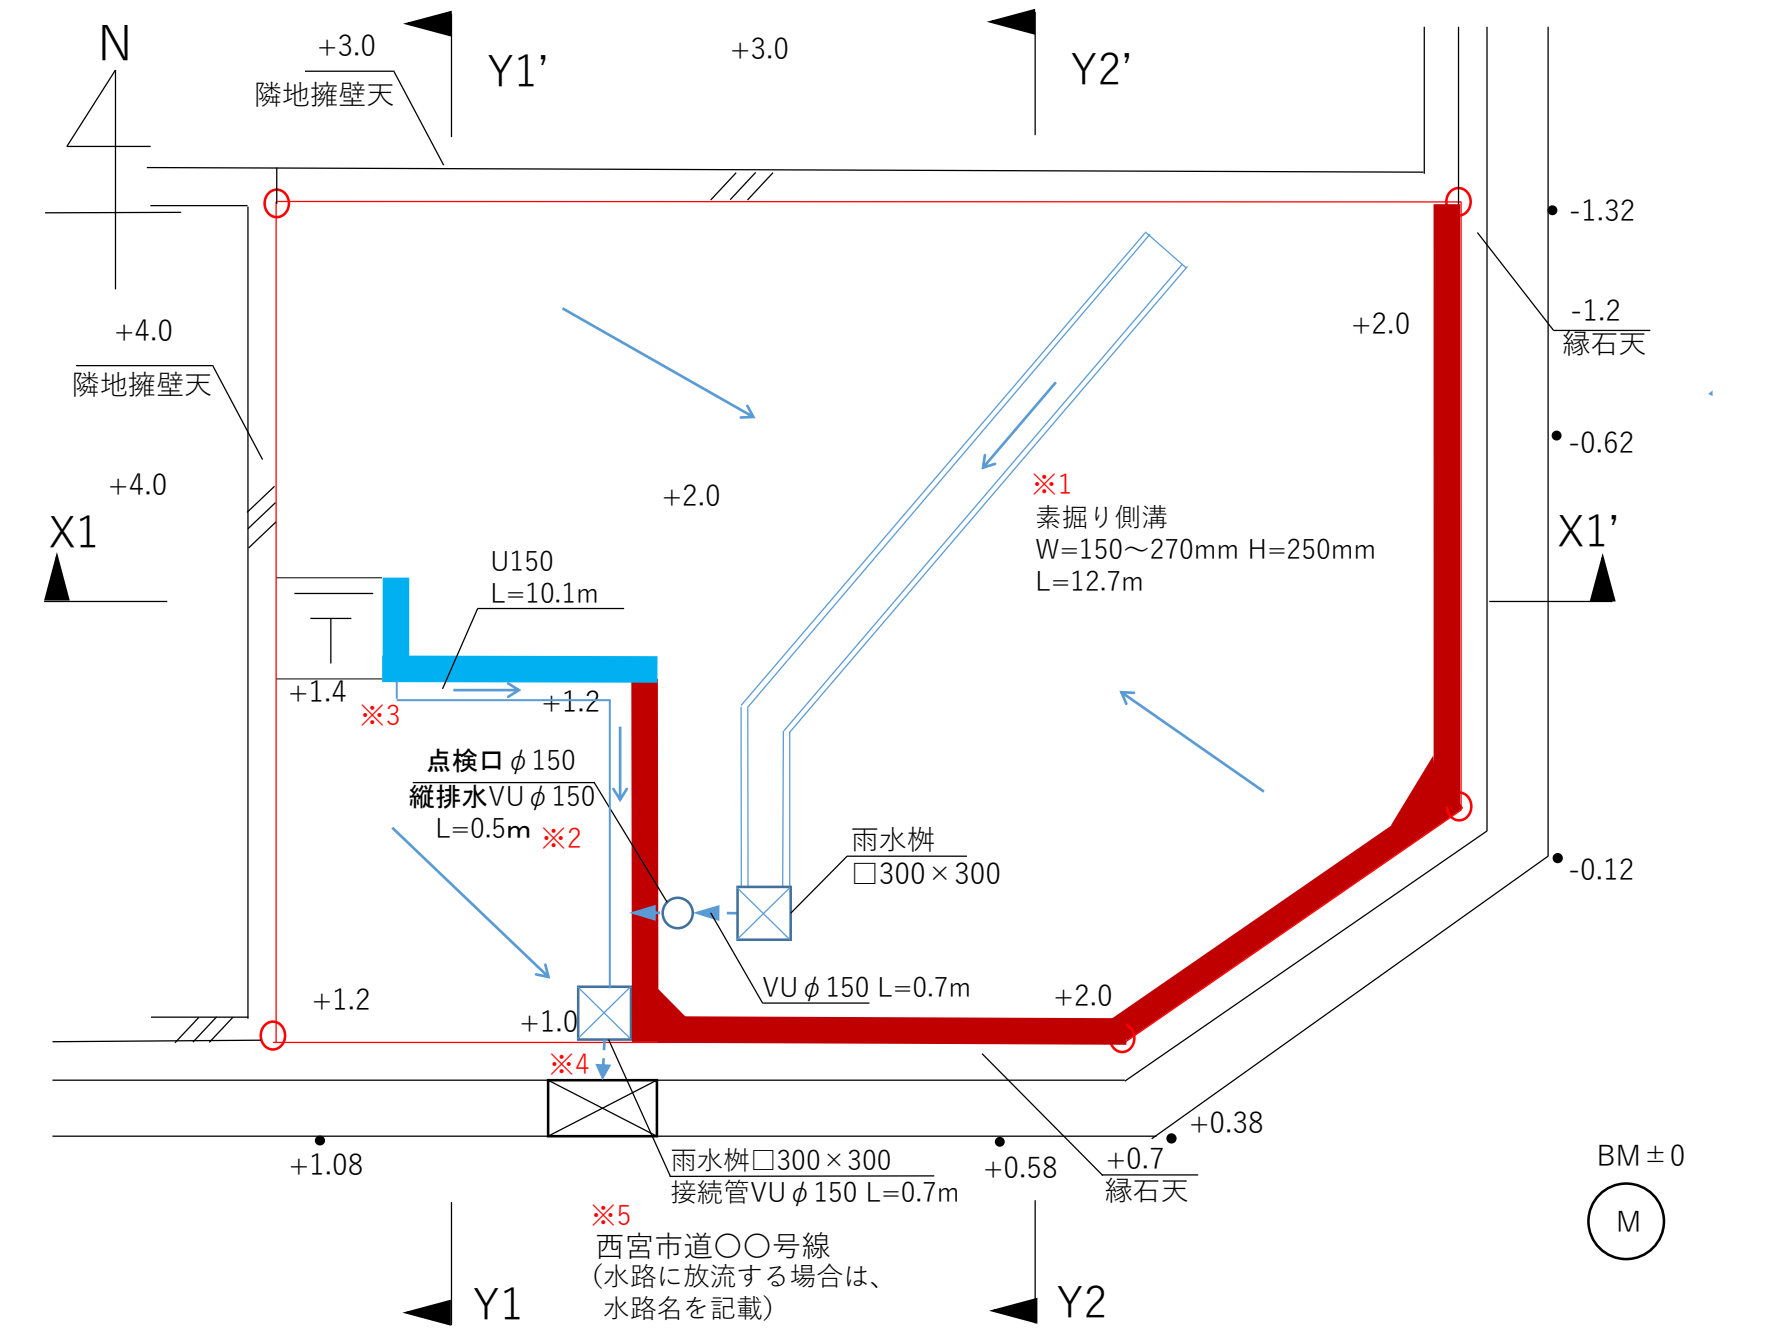 N
+3.0
隣地擁壁天
Y1’
+3.0
Y2’
-1.32
-1.2
縁石天
+4.0
隣地擁壁天
+2.0
-0.62
+4.0
X1
+2.0
※1
素掘り側溝
W=150～270mm H=250mm
L=12.7m
X1’
U150
L=10.1m
+1.4
※3
+1.2
点検口φ150
縦排水VUφ150
L=0.5m ※2
雨水桝
□300×300
-0.12
VUφ150 L=0.7m
+2.0
+1.2
+1.0
※4
+1.08
雨水桝□300×300
接続管VUφ150 L=0.7m
+0.58
+0.7
縁石天
+0.38
BM±0
M
※5
西宮市道〇〇号線
（水路に放流する場合は、
水路名を記載）
Y1
Y2